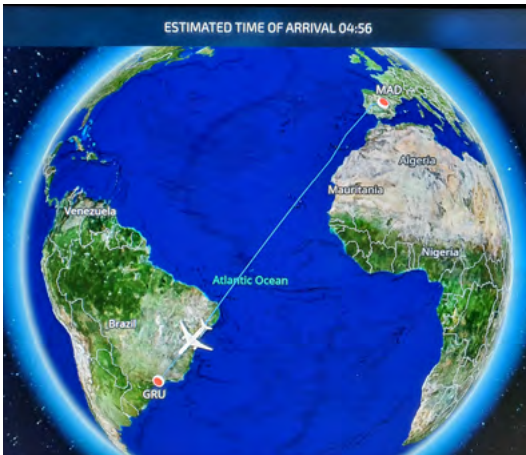 ESTIMATED TIME OF ARRIVAL 04:56
MAD
Algeria
Mauritania
Venezuela
Nigeria
Atlantic Ocean
Brazil
GRU